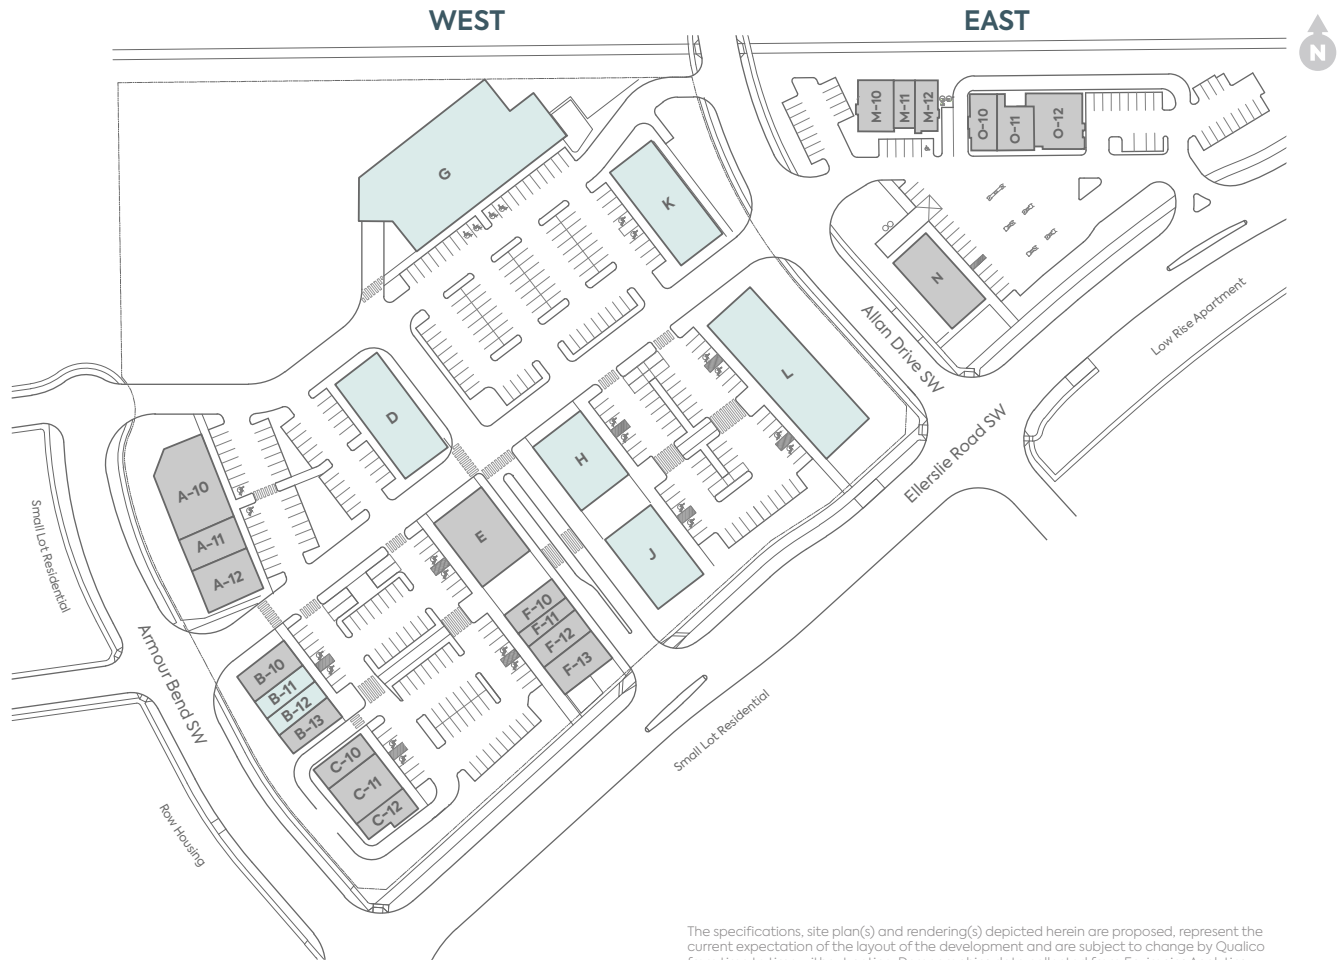 WEST
EAST
N
M-10
M-11
M-12
O-10
O-11
O-12
G
K
N
L
D
H
J
E
A-10
A-11
A-12
F-10
F-11
F-12
F-13
B-10
B-11
B-12
B-13
C-10
C-11
C-12
Allan Drive SW
Ellerslie Road SW
Low Rise Apartment
Small Lot Residential
Armour Bend SW
Row Housing
Small Lot Residential
The specifications, site plan(s) and rendering(s) depicted herein are proposed, represent the
current expectation of the layout of the development and are subject to change by Qualico